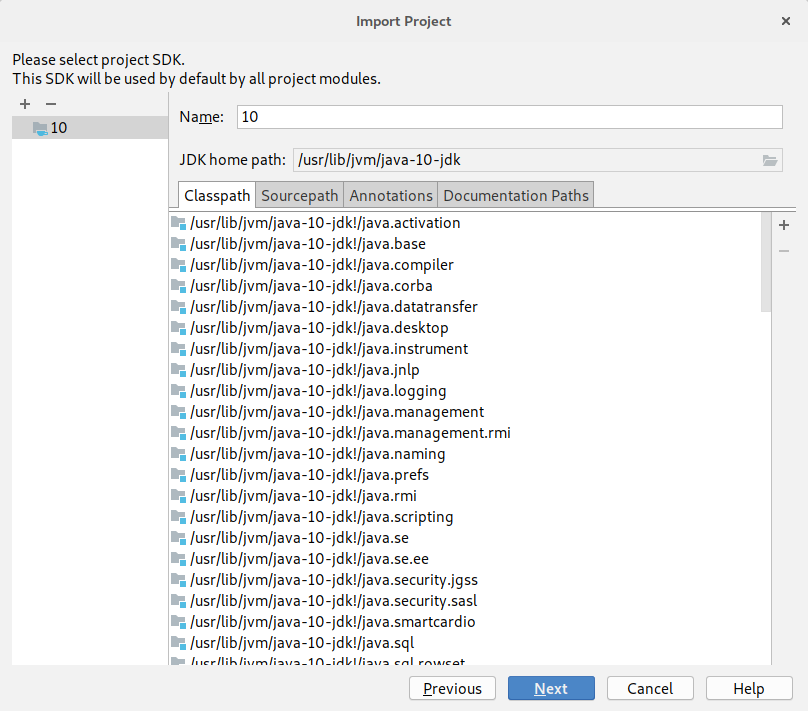 Import Project
Please select project SDK.
This SDK will be used by default by all project modules.
10
Name: 10
JDK home path: /usr/lib/jvm/java-10-jdk
Classpath Sourcepath Annotations Documentation Paths
/usr/lib/jvm/java-10-jdk!/java.activation
/usr/lib/jvm/java-10-jdk!/java.base
/usr/lib/jvm/java-10-jdk!/java.compiler
/usr/lib/jvm/java-10-jdk!/java.corba
/usr/lib/jvm/java-10-jdk!/java.datatransfer
/usr/lib/jvm/java-10-jdk!/java.desktop
/usr/lib/jvm/java-10-jdk!/java.instrument
/usr/lib/jvm/java-10-jdk!/java.jnlp
/usr/lib/jvm/java-10-jdk!/java.logging
/usr/lib/jvm/java-10-jdk!/java.management
/usr/lib/jvm/java-10-jdk!/java.management.rmi
/usr/lib/jvm/java-10-jdk!/java.naming
/usr/lib/jvm/java-10-jdk!/java.prefs
/usr/lib/jvm/java-10-jdk!/java.rmi
/usr/lib/jvm/java-10-jdk!/java.scripting
/usr/lib/jvm/java-10-jdk!/java.se
/usr/lib/jvm/java-10-jdk!/java.se.ee
/usr/lib/jvm/java-10-jdk!/java.security.jgss
/usr/lib/jvm/java-10-jdk!/java.security.sasl
/usr/lib/jvm/java-10-jdk!/java.smartcardio
/usr/lib/jvm/java-10-jdk!/java.sql
/usr/lib/jvm/java-10-jdk!/java.sql.rowset
Previous Next Cancel Help